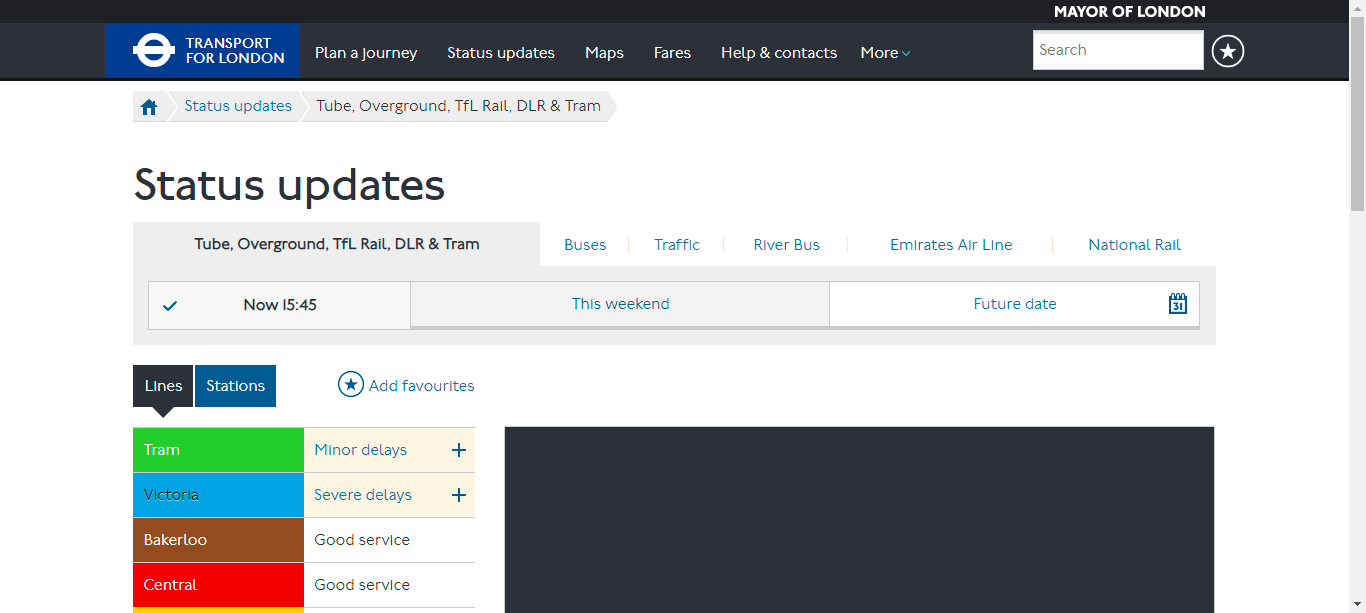 MAYOR OF LONDON
TRANSPORT
FOR LONDON
Plan a journey
Status updates
Maps
Fares
Help & contacts
More
Search
Status updates
Tube, Overground, TfL Rail, DLR & Tram
Status updates
Tube, Overground, TfL Rail, DLR & Tram
Buses
Traffic
River Bus
Emirates Air Line
National Rail
Now 15:45
This weekend
Future date
31
Lines
Stations
Add favourites
Tram
Minor delays
Victoria
Severe delays
Bakerloo
Good service
Central
Good service